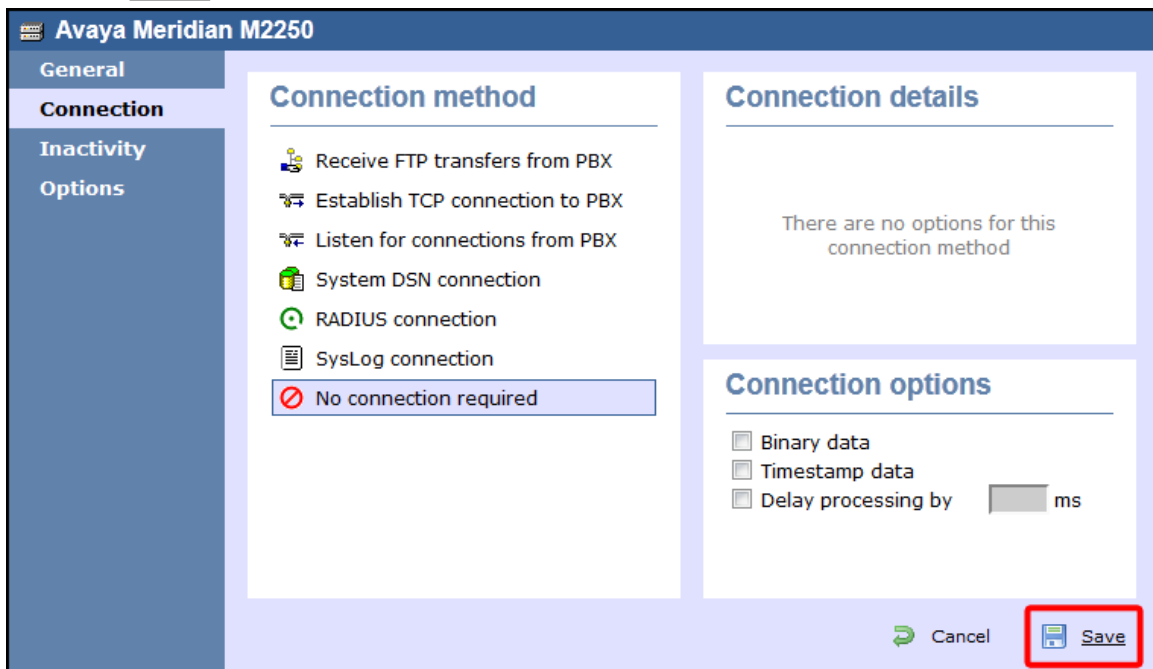 Avaya Meridian M2250
General
Connection
Inactivity
Options
Connection method
Receive FTP transfers from PBX
Establish TCP connection to PBX
Listen for connections from PBX
System DSN connection
RADIUS connection
SysLog connection
No connection required
Connection details
There are no options for this
connection method
Connection options
Binary data
Timestamp data
Delay processing by ms
Cancel Save